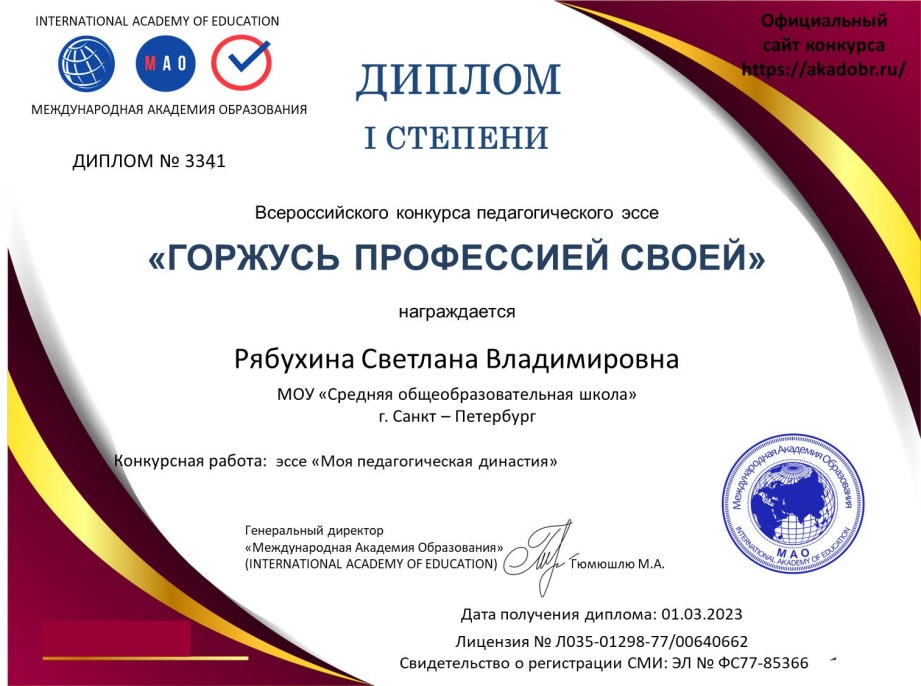 INTERNATIONAL ACADEMY OF EDUCATION
МАО
МЕЖДУНАРОДНАЯ АКАДЕМИЯ ОБРАЗОВАНИЯ
Официальный
сайт конкурса
https://akadobr.ru/
ДИПЛОМ
I СТЕПЕНИ
ДИПЛОМ № 3341
Всероссийского конкурса педагогического эссе
«ГОРЖУСЬ ПРОФЕССИЕЙ СВОЕЙ»
награждается
Рябухина Светлана Владимировна
МОУ «Средняя общеобразовательная школа»
г. Санкт – Петербург
Конкурсная работа: эссе «Моя педагогическая династия»
Генеральный директор
«Международная Академия Образования»
(INTERNATIONAL ACADEMY OF EDUCATION)
Тюмюшлю М.А.
Международная Академия Образования
МАО
INTERNATIONAL ACADEMY OF EDUCATION
Дата получения диплома: 01.03.2023
Лицензия № Л035-01298-77/00640662
Свидетельство о регистрации СМИ: ЭЛ № ФС77-85366